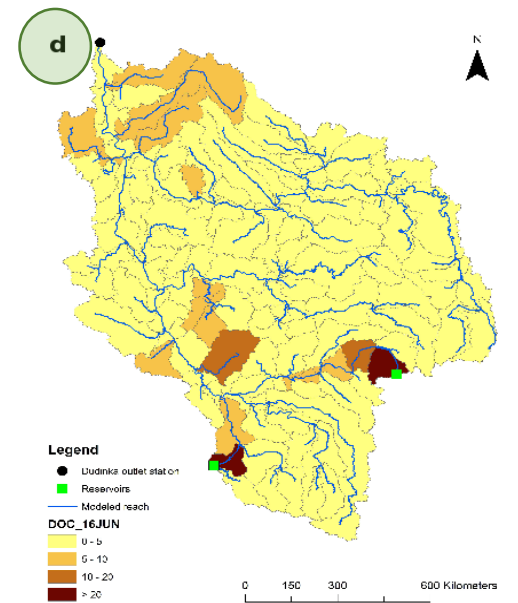 d
N
Legend
Dudinka outlet station
Reservoirs
Modeled reach
DOC_16JUN
0 - 5
5 - 10
10 - 20
> 20
0 150 300 600 Kilometers